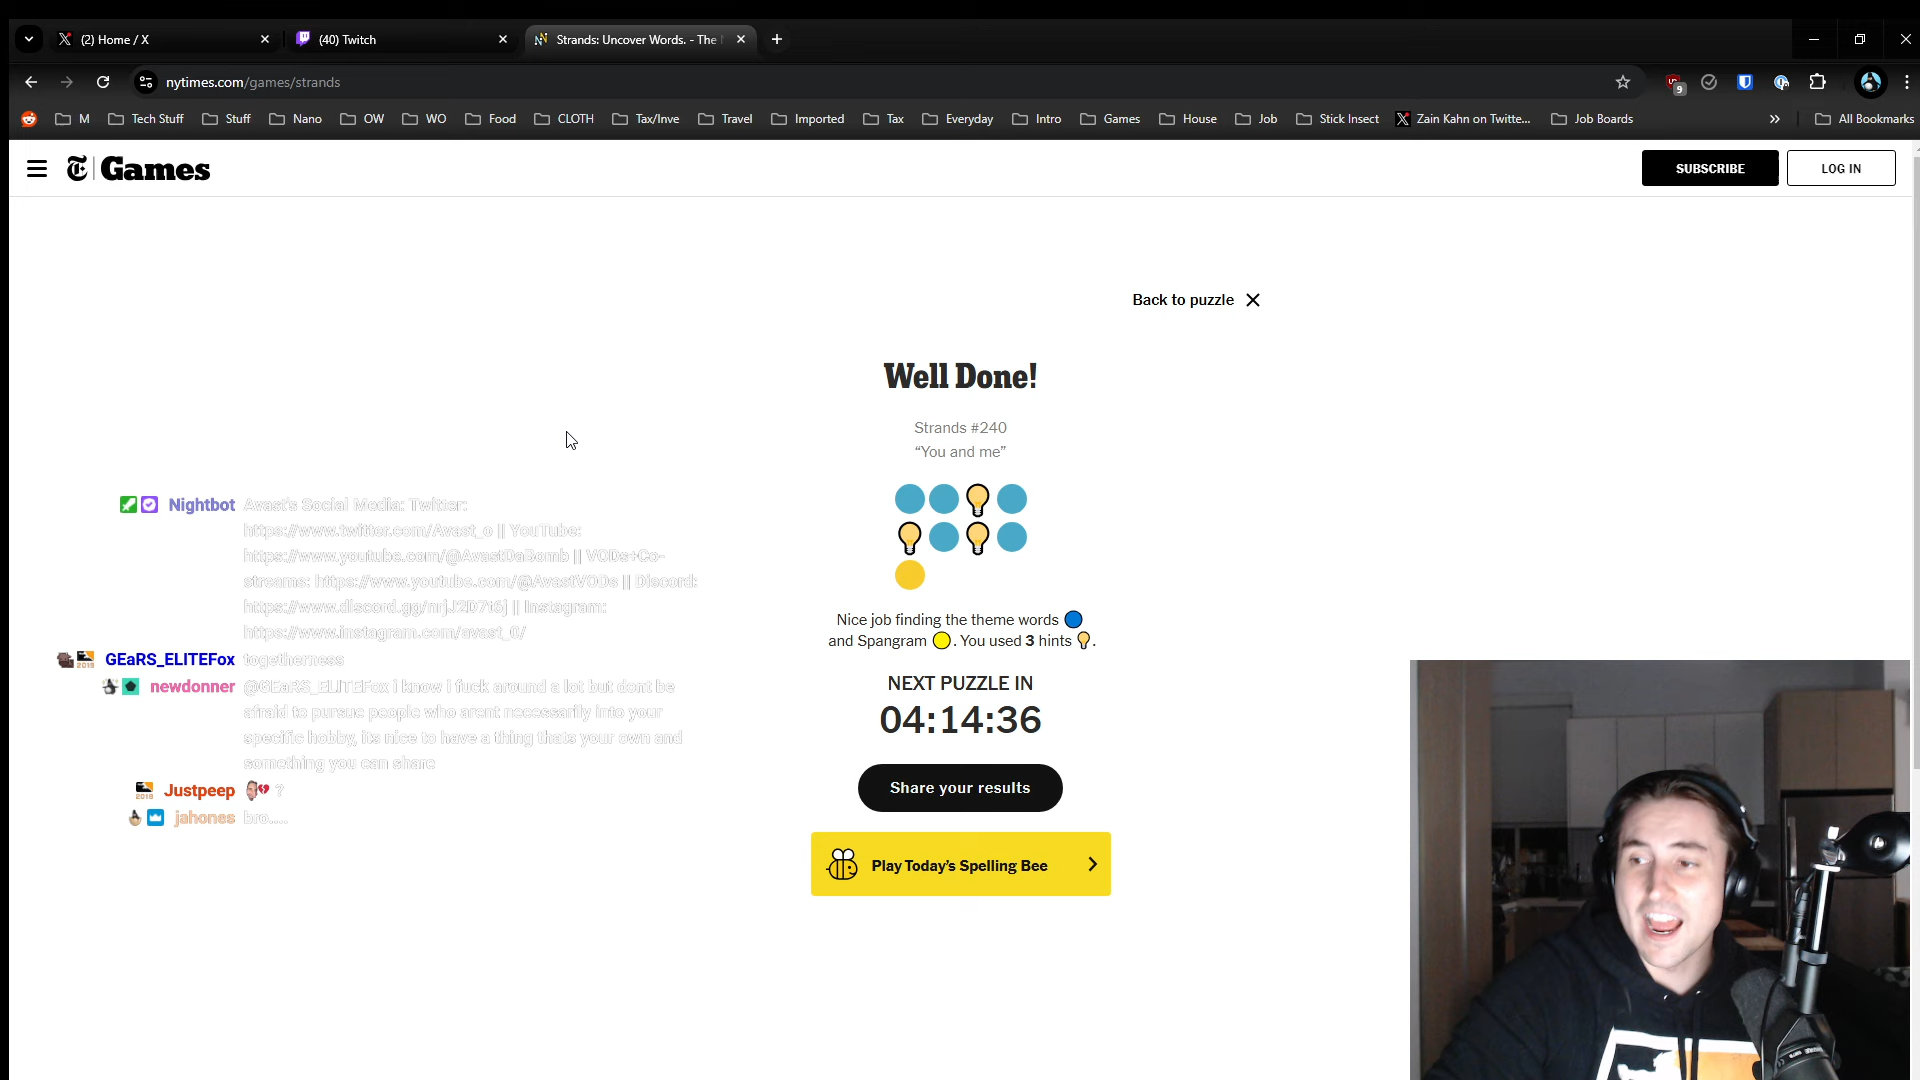 (2) Home / X
(40) Twitch
Strands: Uncover Words. - The
nytimes.com/games/strands
9
M
Tech Stuff
Stuff
Nano
OW
WO
Food
CLOTH
Tax/Inve
Travel
Imported
Tax
Everyday
Intro
Games
House
Job
Stick Insect
Zain Kahn on Twitte...
Job Boards
All Bookmarks
T Games
SUBSCRIBE
LOG IN
Back to puzzle
Well Done!
Strands #240
“You and me”
Nice job finding the theme words
and Spangram . You used 3 hints .
NEXT PUZZLE IN
04:14:36
Share your results
Play Today’s Spelling Bee
Nightbot Avast's Social Media: Twitter:
https://www.twitter.com/Avast_o || YouTube:
https://www.youtube.com/@AvastDaBomb || VODs+Co-
streams: https://www.youtube.com/@AvastVODs || Discord:
https://www.discord.gg/nrjJ2D7t6j || Instagram:
https://www.instagram.com/avast_0/
GEaRS_ELITEFox togetherness
newdonner @GEaRS_ELITEFox i know i fuck around a lot but dont be
afraid to pursue people who arent necessarily into your
specific hobby, its nice to have a thing thats your own and
something you can share
Justpeep ?
jahones bro.....